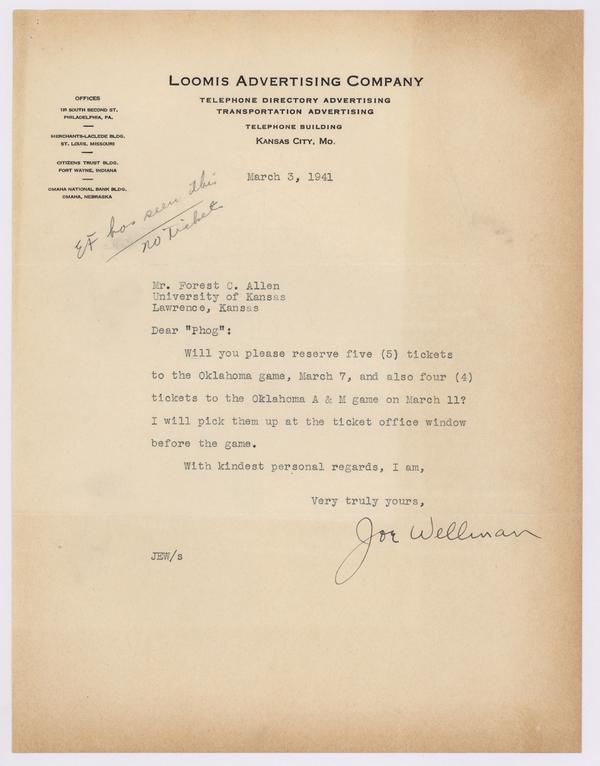 LOOMIS ADVERTISING COMPANY
TELEPHONE DIRECTORY ADVERTISING
TRANSPORTATION ADVERTISING
TELEPHONE BUILDING
KANSAS CITY, MO.
OFFICES
121 SOUTH SECOND ST.
PHILADELPHIA, PA.
MERCHANTS-LACLEDE BLDG.
ST. LOUIS, MISSOURI
CITIZENS TRUST BLDG.
FORT WAYNE, INDIANA
OMAHA NATIONAL BANK BLDG.
OMAHA, NEBRASKA
March 3, 1941
has seen this
no ticket
Mr. Forest C. Allen
University of Kansas
Lawrence, Kansas
Dear "Phog":
Will you please reserve five (5) tickets
to the Oklahoma game, March 7, and also four (4)
tickets to the Oklahoma A & M game on March 11?
I will pick them up at the ticket office window
before the game.
With kindest personal regards, I am,
Very truly yours,
Joe Wellman
JEW/s